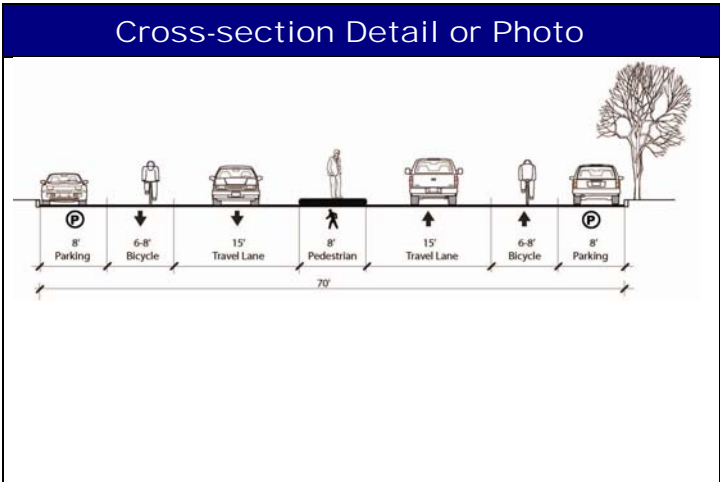 Cross-section Detail or Photo
P P
8' 6-8' 15' 8' 15' 6-8' 8'
Parking Bicycle Travel Lane Pedestrian Travel Lane Bicycle Parking
70'